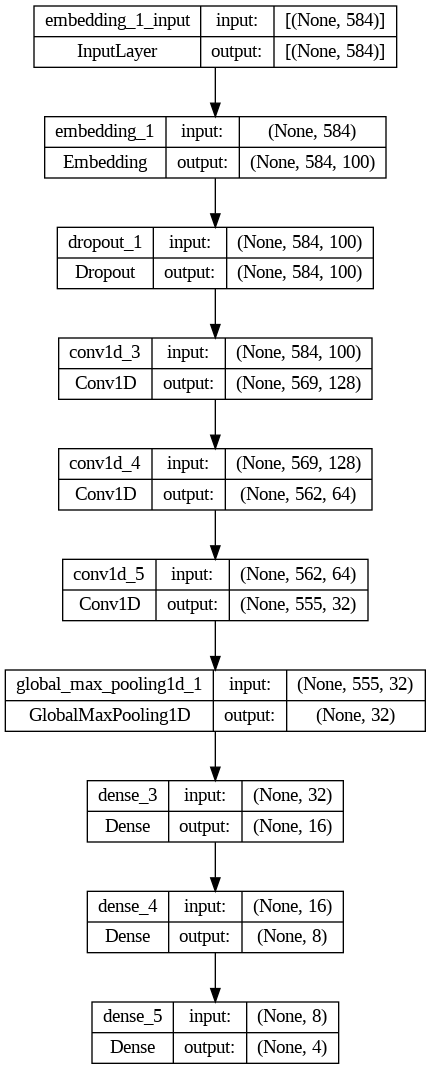 embedding_1_input input: [(None, 584)]
InputLayer output: [(None, 584)]
embedding_1 input: (None, 584)
Embedding output: (None, 584, 100)
dropout_1 input: (None, 584, 100)
Dropout output: (None, 584, 100)
conv1d_3 input: (None, 584, 100)
Conv1D output: (None, 569, 128)
conv1d_4 input: (None, 569, 128)
Conv1D output: (None, 562, 64)
conv1d_5 input: (None, 562, 64)
Conv1D output: (None, 555, 32)
global_max_pooling1d_1 input: (None, 555, 32)
GlobalMaxPooling1D output: (None, 32)
dense_3 input: (None, 32)
Dense output: (None, 16)
dense_4 input: (None, 16)
Dense output: (None, 8)
dense_5 input: (None, 8)
Dense output: (None, 4)